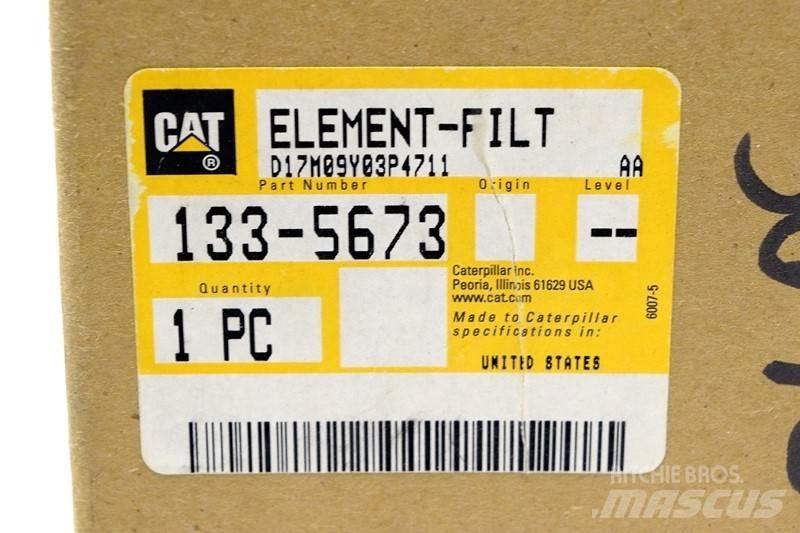 CAT
®
ELEMENT-FILT
D17M09Y03P4711 AA
Part Number Origin Level
133-5673 --
Quantity
1 PC
Caterpillar Inc.
Peoria, Illinois 61629 USA
www.cat.com
Made to Caterpillar
specifications in:
UNITED STATES
6007-5
RITCHIE BROS.
MASCUS